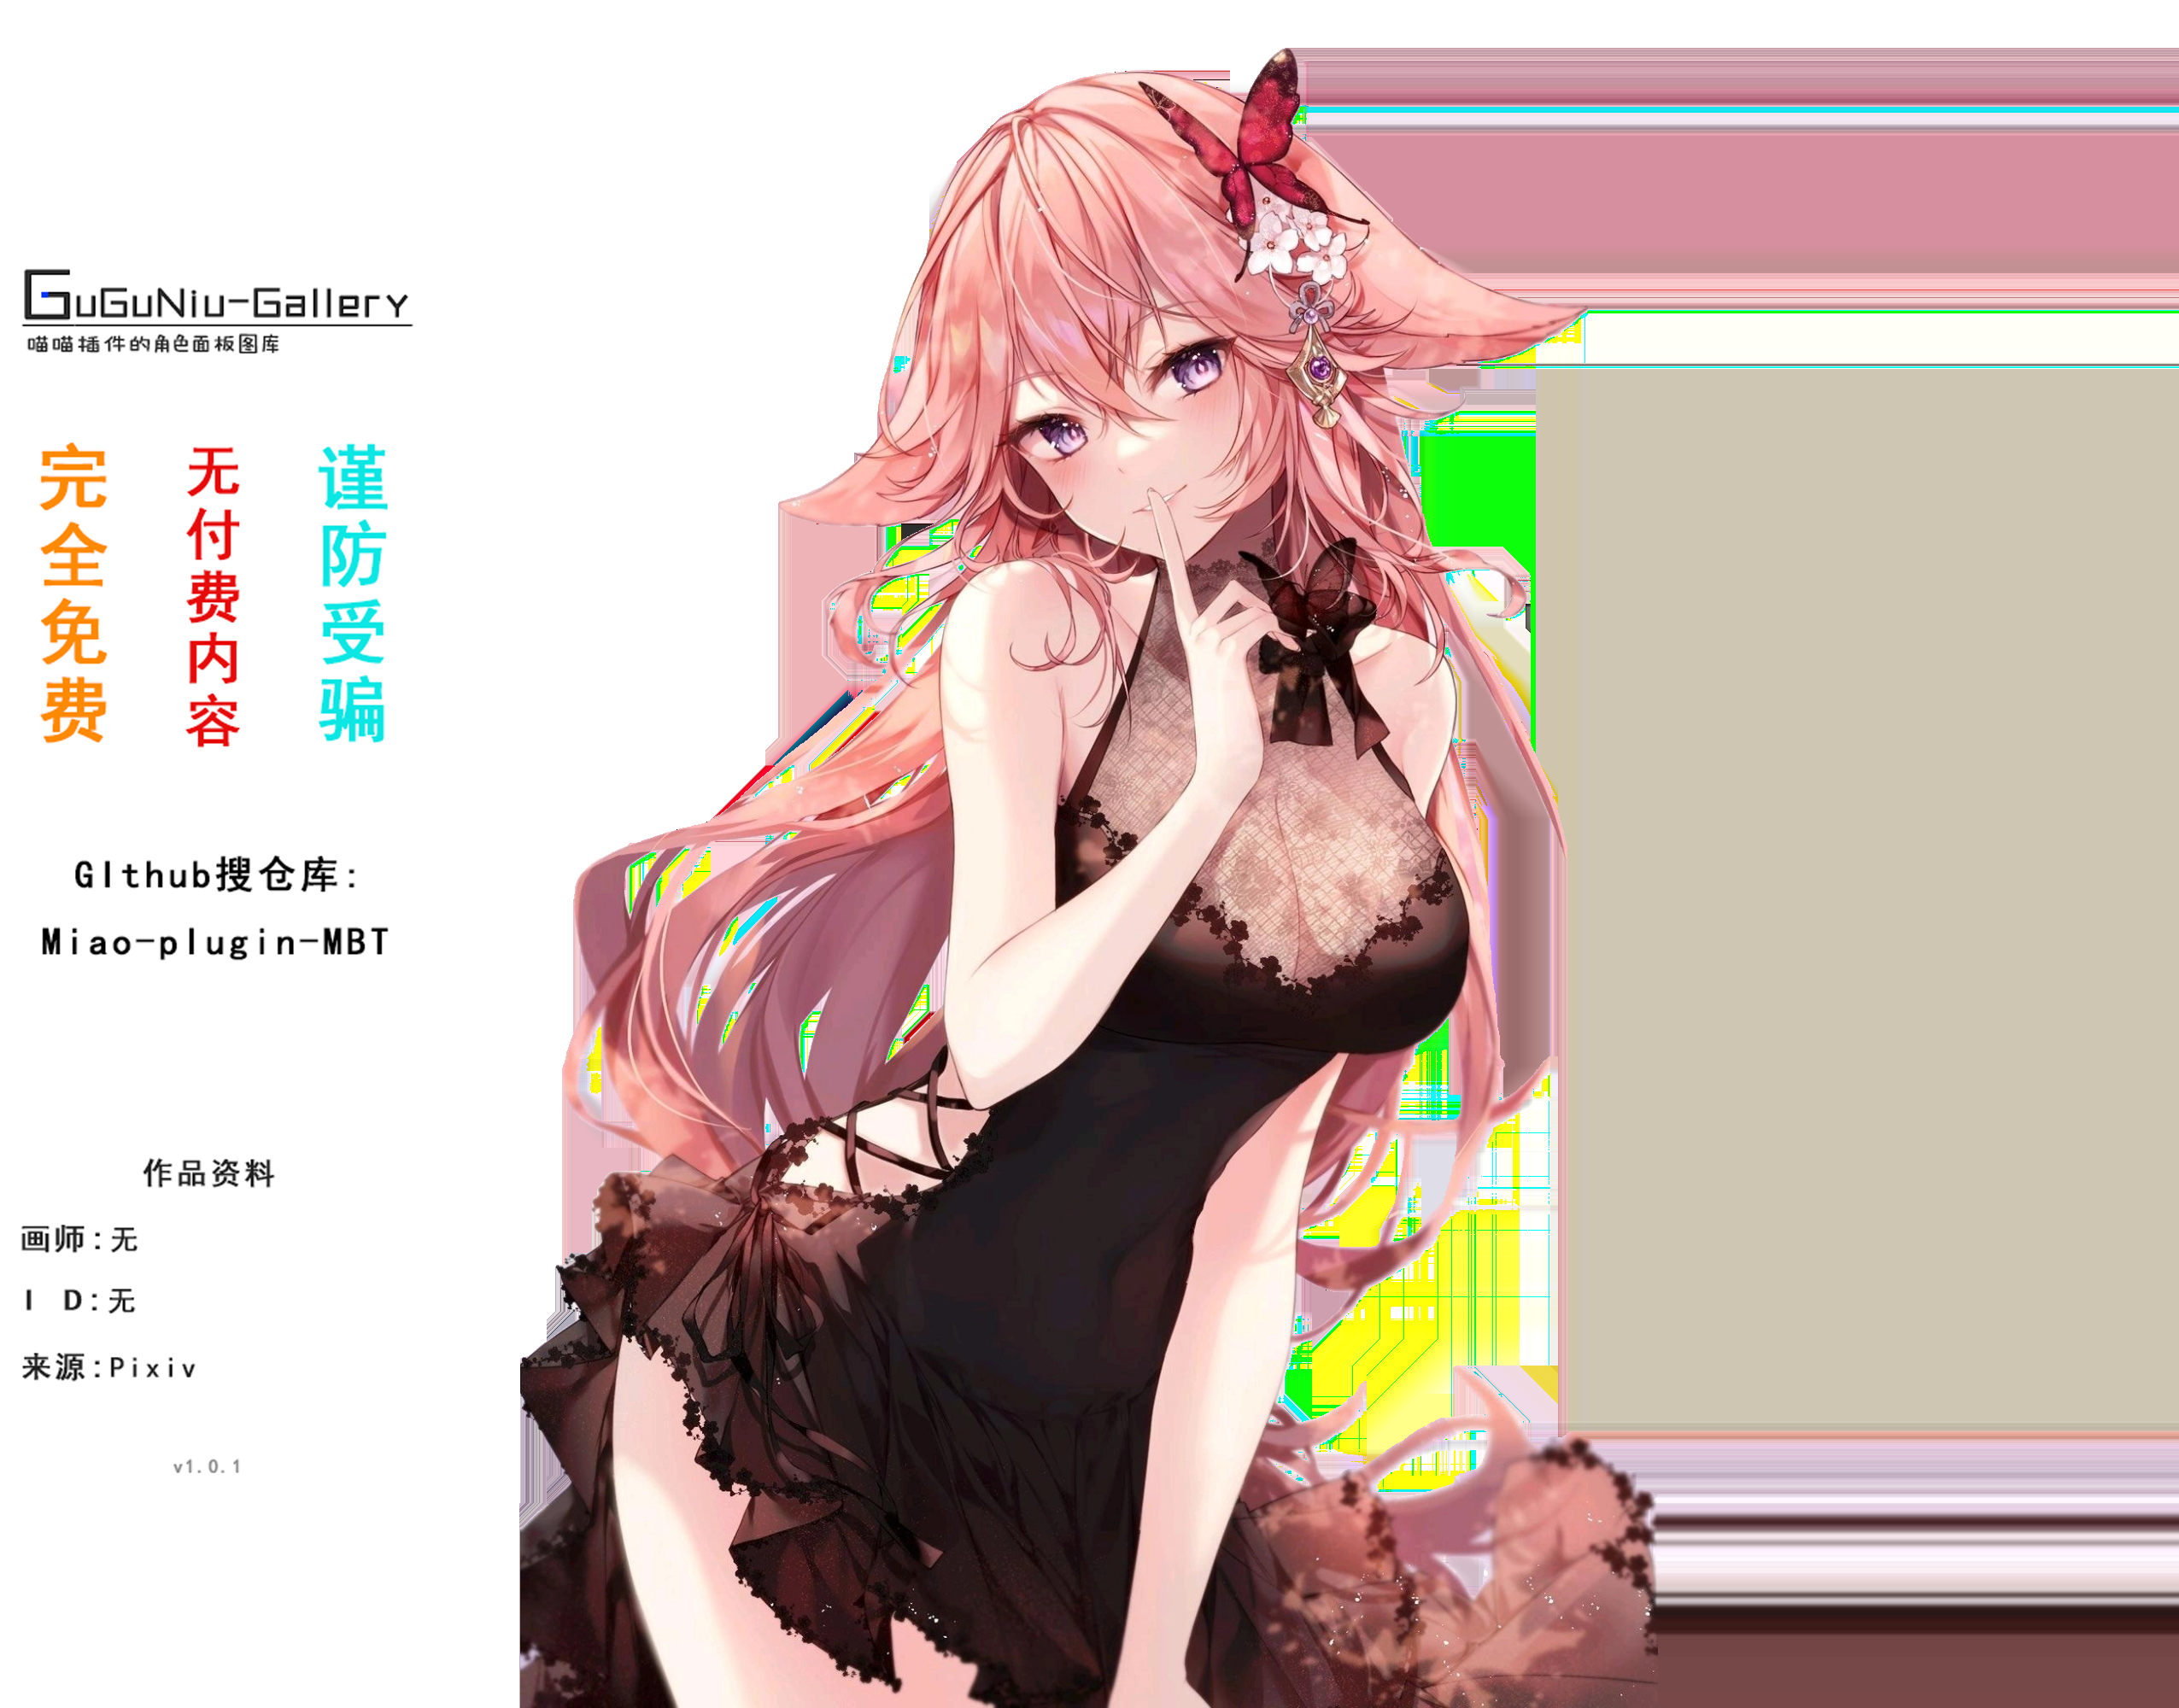 GuGuNiu-Gallery
喵喵插件的角色面板图库
完全免费
无付费内容
谨防受骗
GIthub搜仓库:
Miao-plugin-MBT
作品资料
画师:无
I D:无
来源:Pixiv
v1.0.1